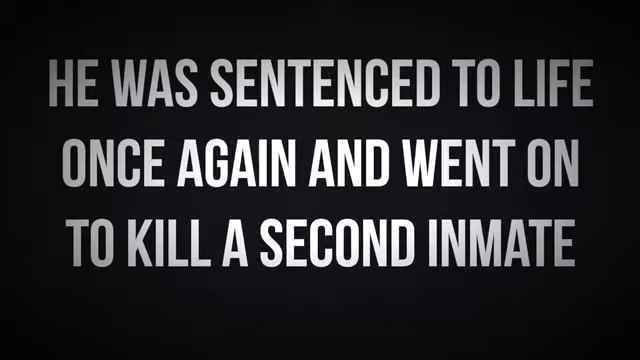 HE WAS SENTENCED TO LIFE
ONCE AGAIN AND WENT ON
TO KILL A SECOND INMATE